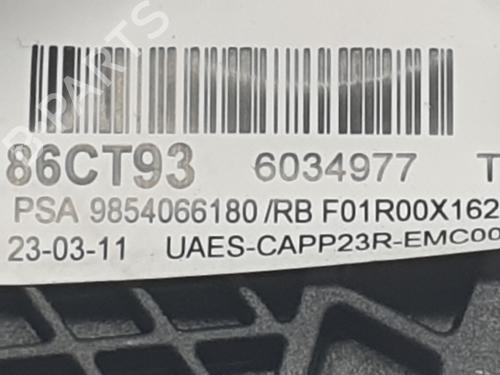 86CT93 6034977 T
PSA 9854066180 /RB F01R00X162
23-03-11 UAES-CAPP23R-EMC00